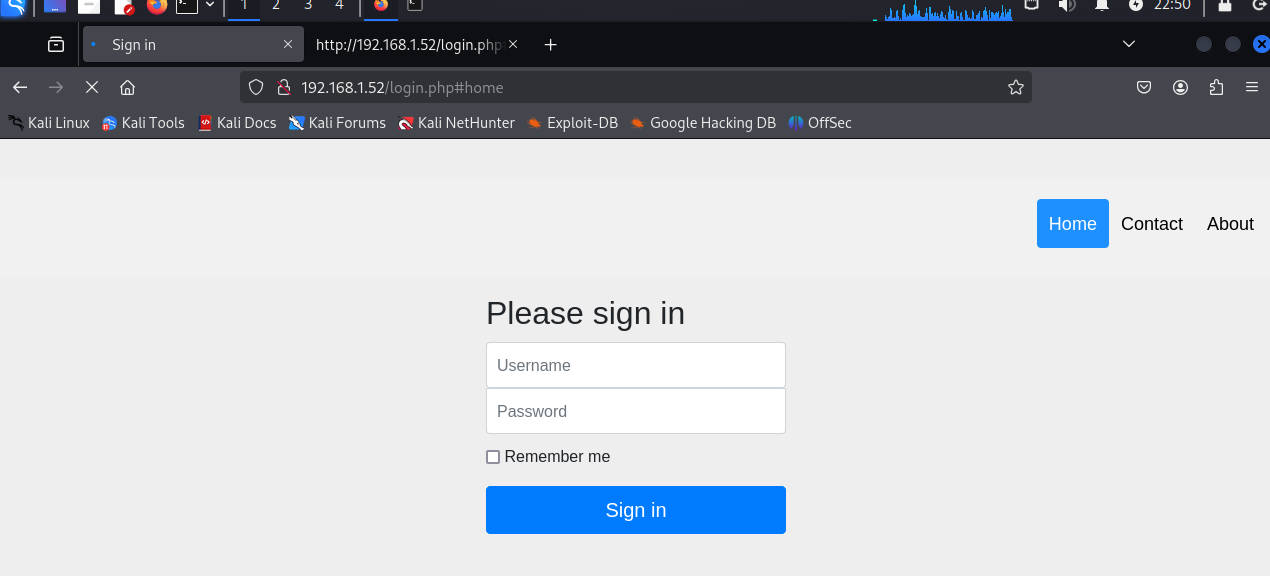 1 2 3 4 22:50
Sign in http://192.168.1.52/login.php
192.168.1.52/login.php#home
Kali Linux Kali Tools Kali Docs Kali Forums Kali NetHunter Exploit-DB Google Hacking DB OffSec
Home Contact About
Please sign in
Username
Password
Remember me
Sign in